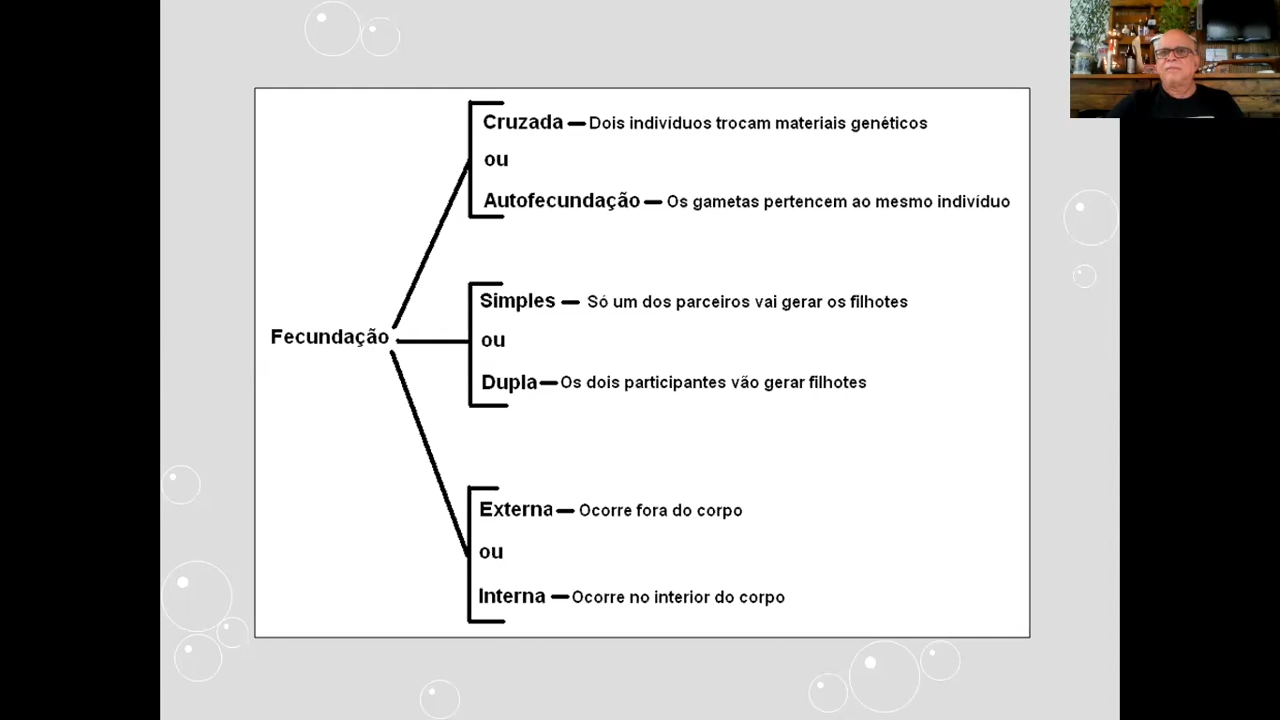 Cruzada — Dois indivíduos trocam materiais genéticos
ou
Autofecundação — Os gametas pertencem ao mesmo indivíduo
Fecundação
Simples — Só um dos parceiros vai gerar os filhotes
ou
Dupla — Os dois participantes vão gerar filhotes
Externa — Ocorre fora do corpo
ou
Interna — Ocorre no interior do corpo